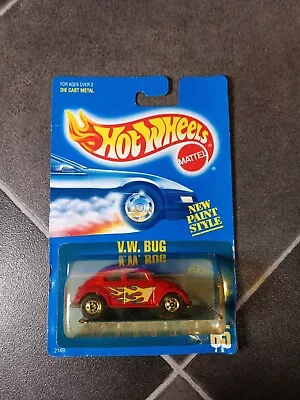 FOR AGES OVER 3
DIE CAST METAL
HOT WHEELS
MATTEL
NEW
PAINT
STYLE
V.W. BUG
2149